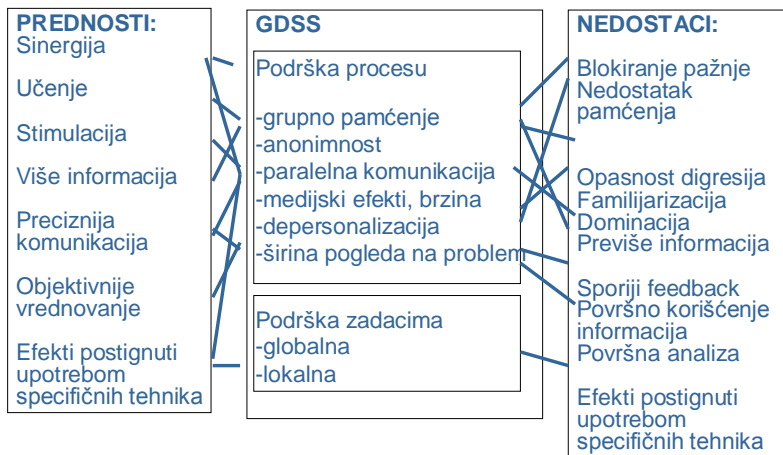 PREDNOSTI:
Sinergija
Učenje
Stimulacija
Više informacija
Preciznija
komunikacija
Objektivnije
vrednovanje
Efekti postignuti
upotrebom
specifičnih tehnika
GDSS
Podrška procesu
-grupno pamćenje
-anonimnost
-paralelna komunikacija
-medijski efekti, brzina
-depersonalizacija
-širina pogleda na problem
Podrška zadacima
-globalna
-lokalna
NEDOSTACI:
Blokiranje pažnje
Nedostatak
pamćenja
Opasnost digresija
Familijarizacija
Dominacija
Previše informacija
Sporiji feedback
Površno korišćenje
informacija
Površna analiza
Efekti postignuti
upotrebom
specifičnih tehnika